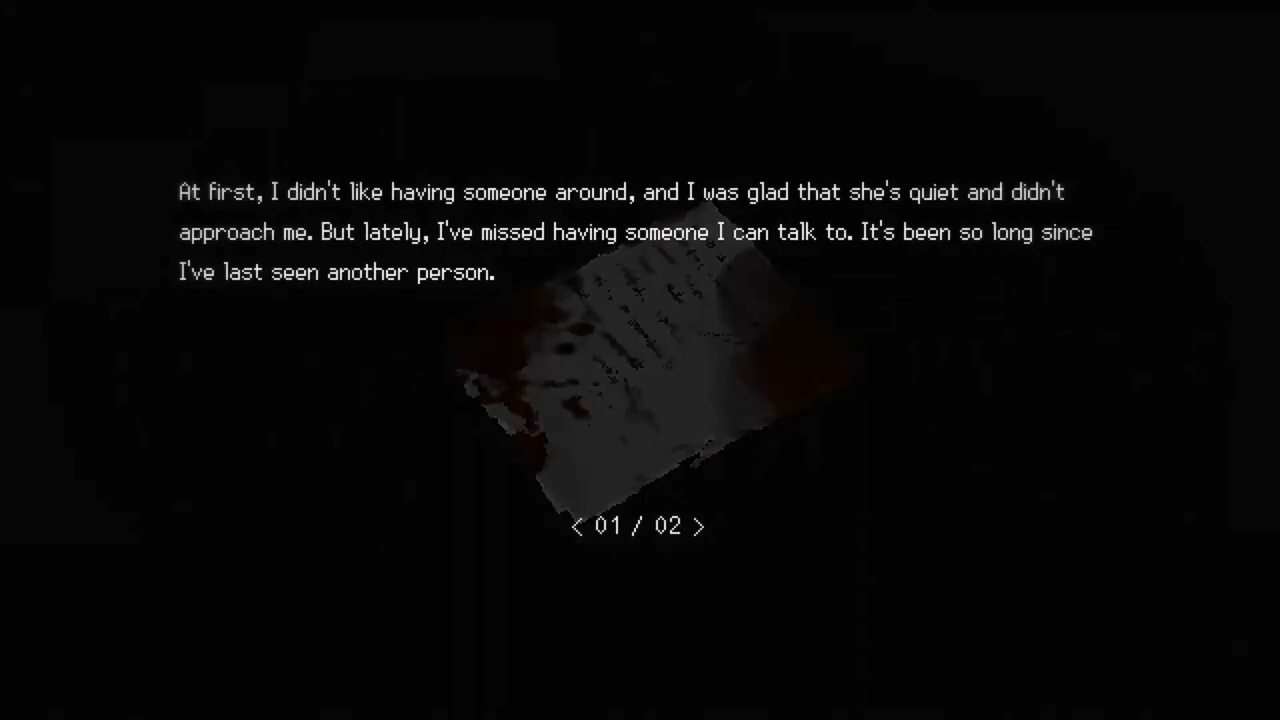 At first, I didn't like having someone around, and I was glad that she's quiet and didn't
approach me. But lately, I've missed having someone I can talk to. It's been so long since
I've last seen another person.
< 01 / 02 >